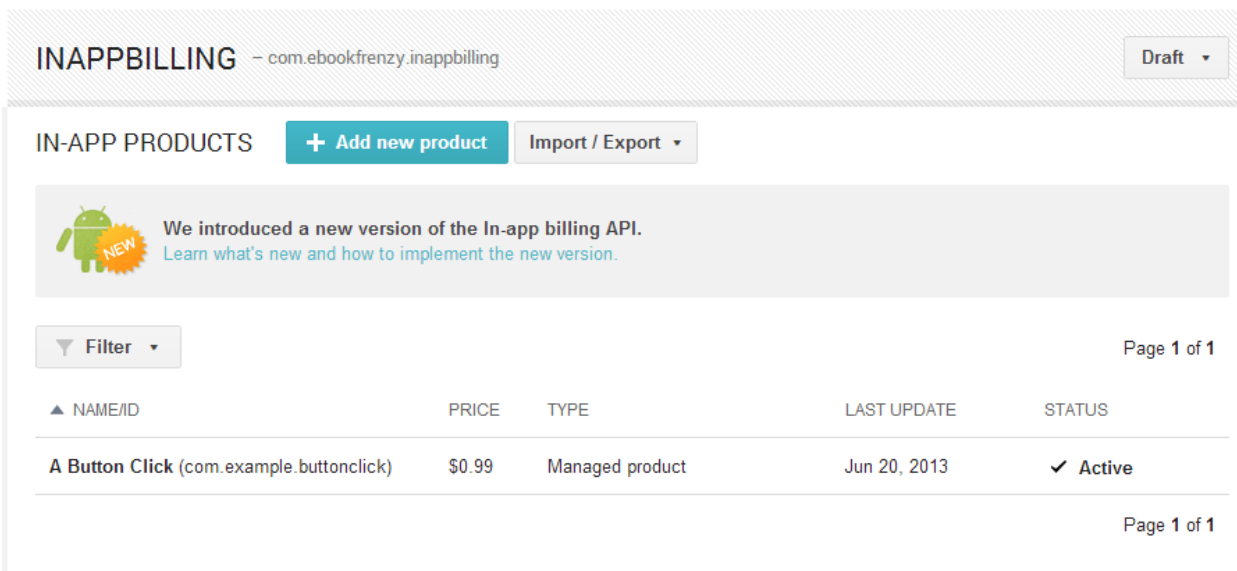 INAPPBILLING – com.ebookfrenzy.inappbilling Draft
IN-APP PRODUCTS + Add new product Import / Export
We introduced a new version of the In-app billing API.
NEW
Learn what's new and how to implement the new version.
Filter Page 1 of 1
NAME/ID PRICE TYPE LAST UPDATE STATUS
A Button Click (com.example.buttonclick) $0.99 Managed product Jun 20, 2013 Active
Page 1 of 1